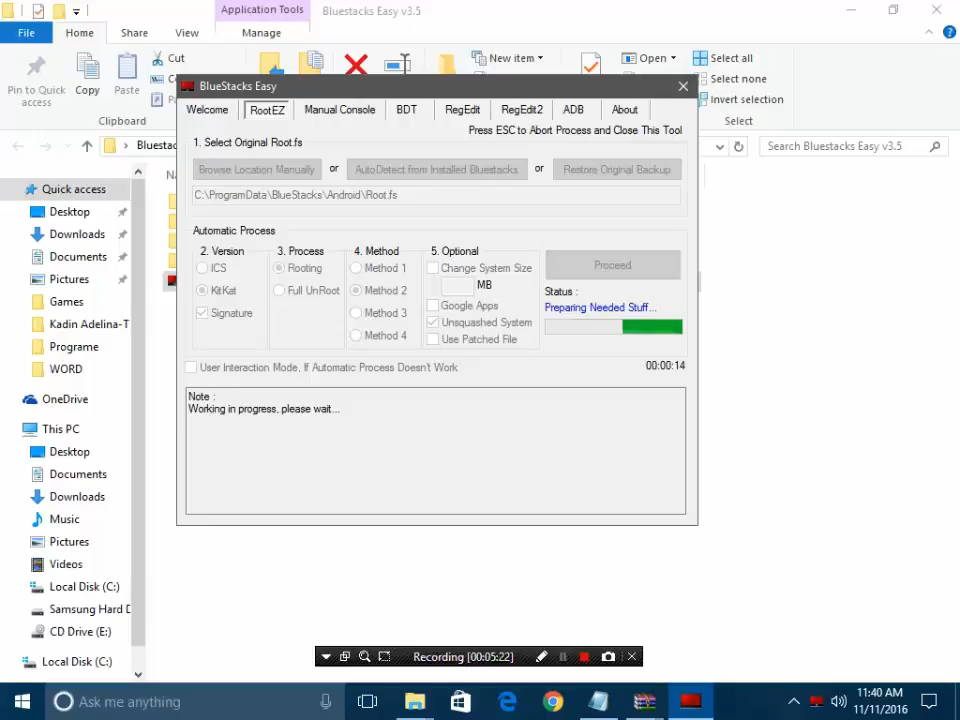 Application Tools
Bluestacks Easy v3.5
File
Home
Share
View
Manage
Pin to Quick access
Copy
Paste
Cut
New item
Open
Select all
Select none
Invert selection
Clipboard
Select
Search Bluestacks Easy v3.5
BlueStacks Easy
Welcome
RootEZ
Manual Console
BDT
RegEdit
RegEdit2
ADB
About
Press ESC to Abort Process and Close This Tool
1. Select Original Root.fs
Browse Location Manually
or
AutoDetect from Installed Bluestacks
or
Restore Original Backup
C:\ProgramData\BlueStacks\Android\Root.fs
Automatic Process
2. Version
ICS
KitKat
Signature
3. Process
Rooting
Full UnRoot
4. Method
Method 1
Method 2
Method 3
Method 4
5. Optional
Change System Size
MB
Google Apps
Unsquashed System
Use Patched File
Proceed
Status :
Preparing Needed Stuff...
User Interaction Mode, If Automatic Process Doesn't Work
00:00:14
Note :
Working in progress, please wait...
Quick access
Desktop
Downloads
Documents
Pictures
Games
Kadin Adelina-T
Programe
WORD
OneDrive
This PC
Desktop
Documents
Downloads
Music
Pictures
Videos
Local Disk (C:)
Samsung Hard D
CD Drive (E:)
Local Disk (C:)
Recording [00:05:22]
Ask me anything
11:40 AM
11/11/2016